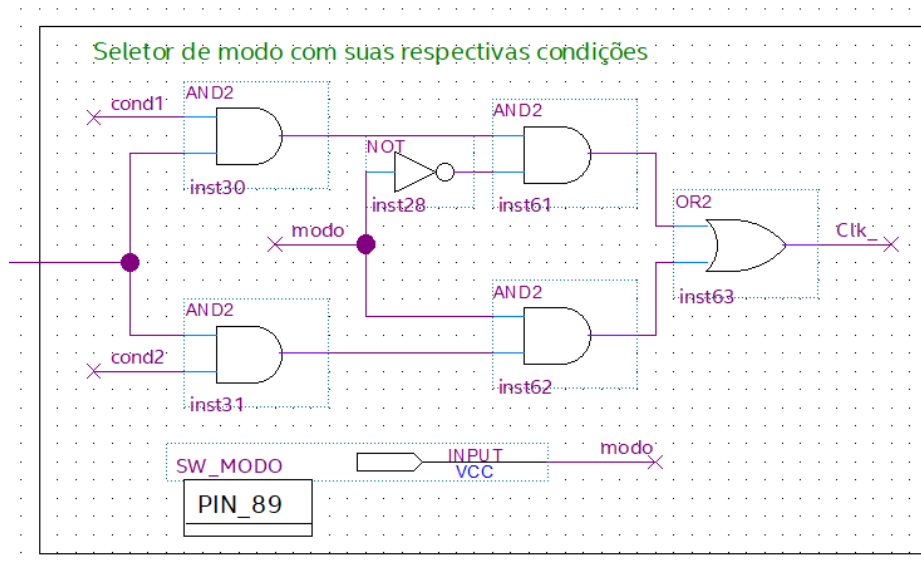 Seletor de modo com suas respectivas condições
AND2
cond1
inst30
NOT
inst28
AND2
inst61
modo
OR2
Clk_
inst63
AND2
cond2
inst31
AND2
inst62
SW_MODO
INPUT
VCC
modo
PIN_89